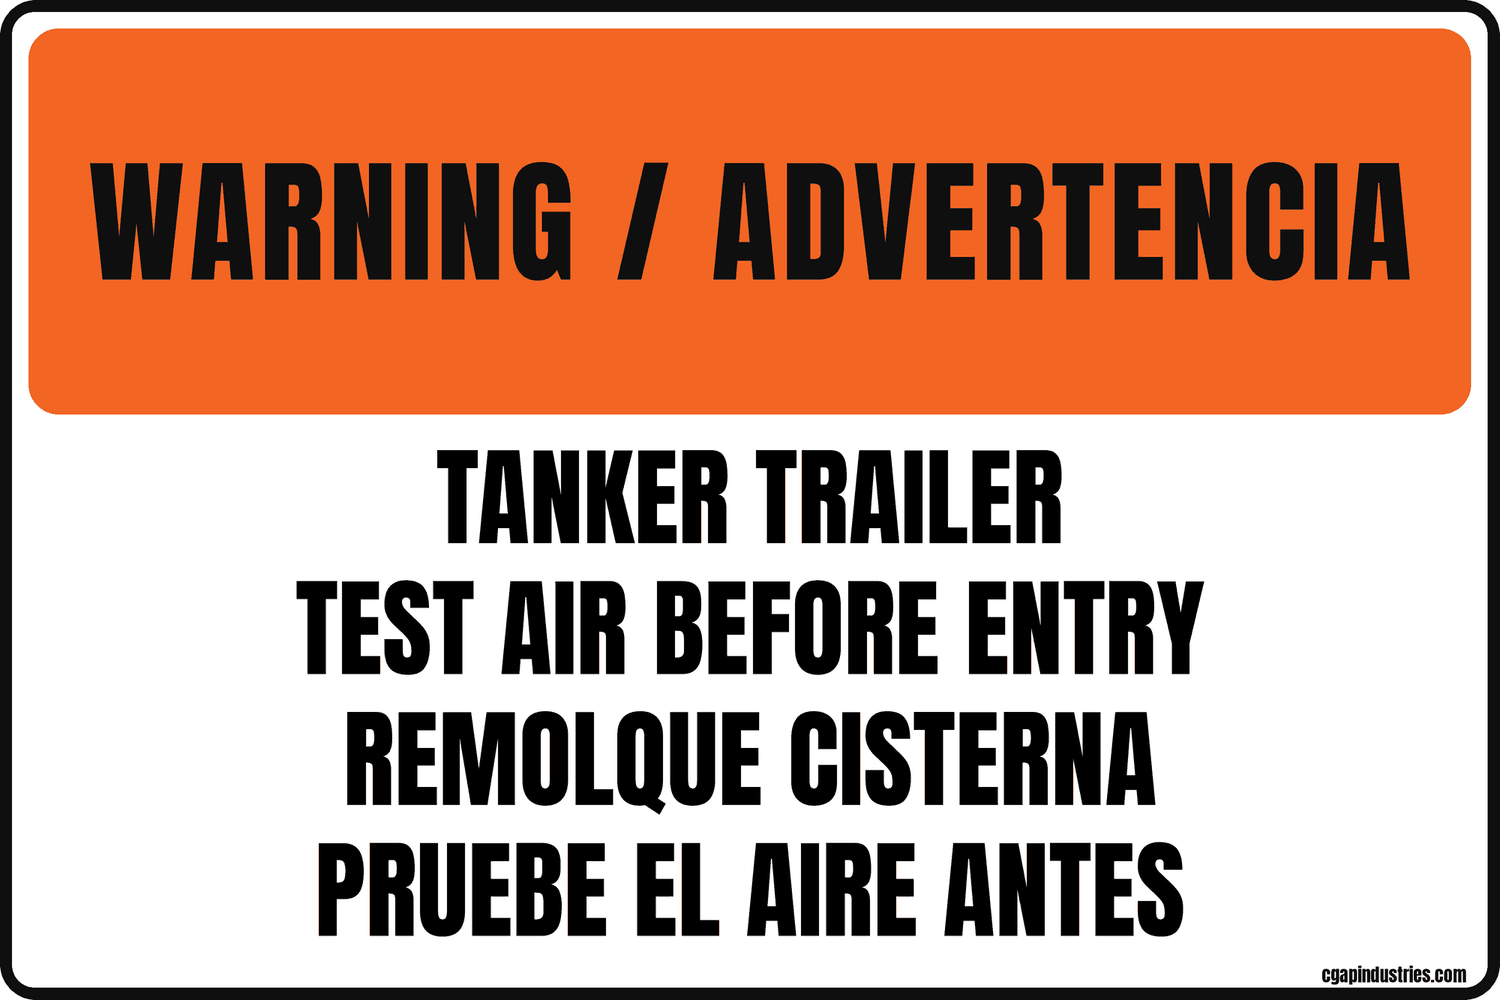 WARNING / ADVERTENCIA
TANKER TRAILER
TEST AIR BEFORE ENTRY
REMOLQUE CISTERNA
PRUEBE EL AIRE ANTES
cgapindustries.com